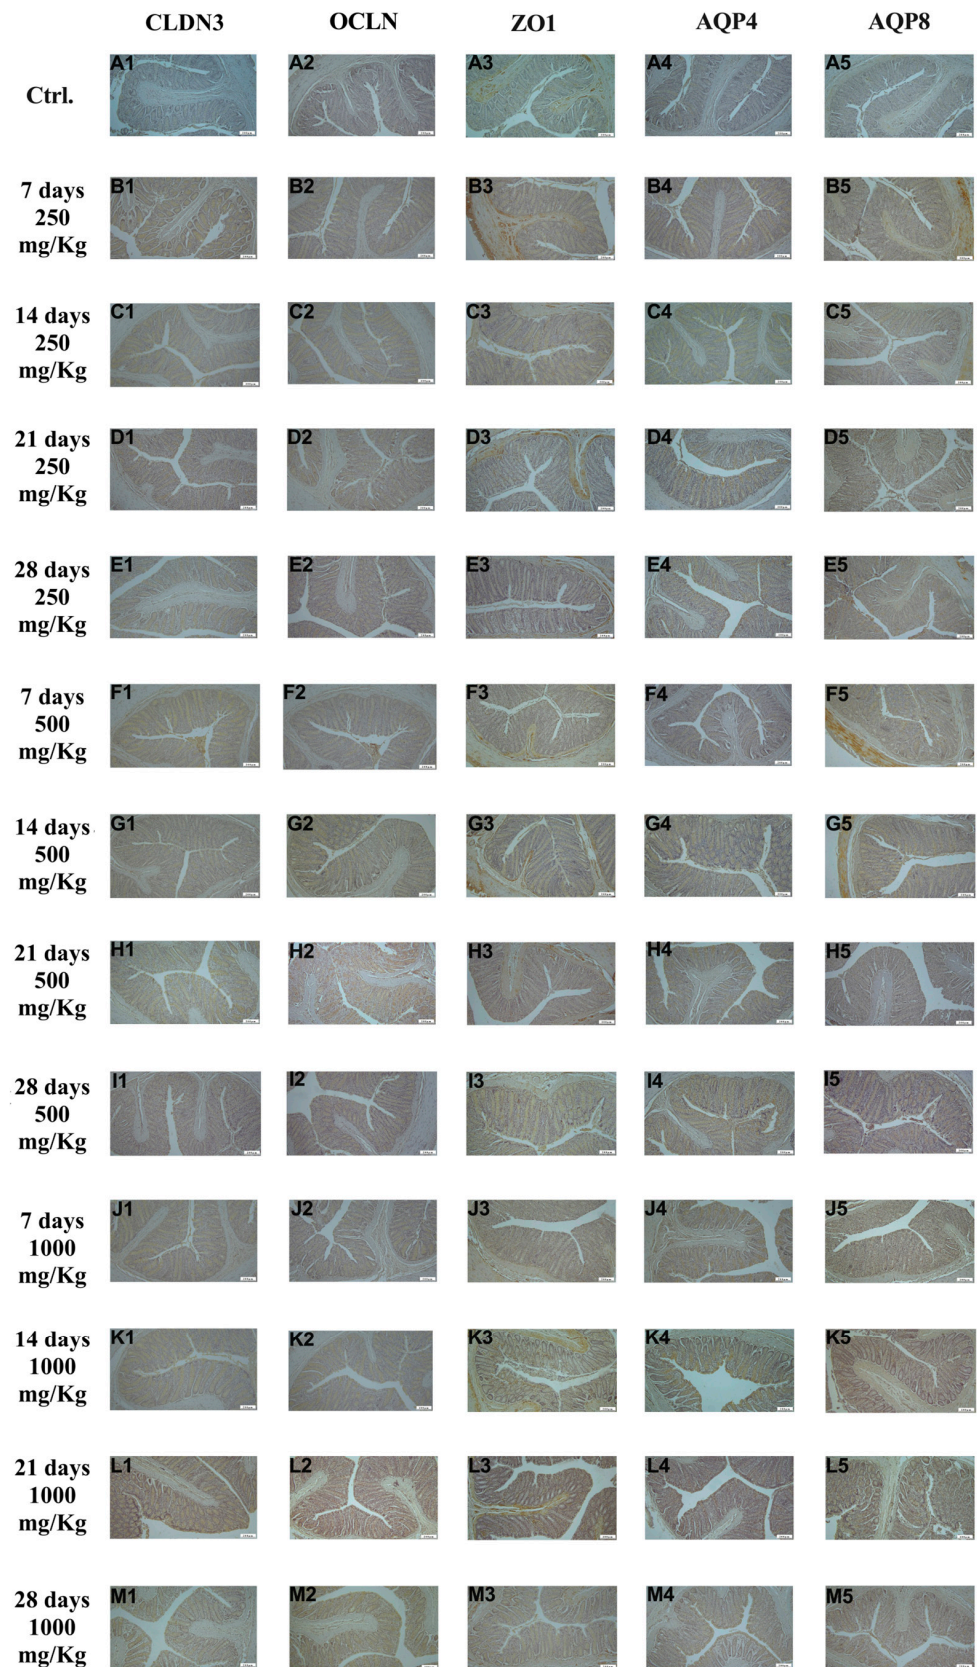 CLDN3 OCLN ZO1 AQP4 AQP8
Ctrl. A1 A2 A3 A4 A5
7 days
250
mg/Kg
B1 B2 B3 B4 B5
14 days
250
mg/Kg
C1 C2 C3 C4 C5
21 days
250
mg/Kg
D1 D2 D3 D4 D5
28 days
250
mg/Kg
E1 E2 E3 E4 E5
7 days
500
mg/Kg
F1 F2 F3 F4 F5
14 days
500
mg/Kg
G1 G2 G3 G4 G5
21 days
500
mg/Kg
H1 H2 H3 H4 H5
28 days
500
mg/Kg
I1 I2 I3 I4 I5
7 days
1000
mg/Kg
J1 J2 J3 J4 J5
14 days
1000
mg/Kg
K1 K2 K3 K4 K5
21 days
1000
mg/Kg
L1 L2 L3 L4 L5
28 days
1000
mg/Kg
M1 M2 M3 M4 M5